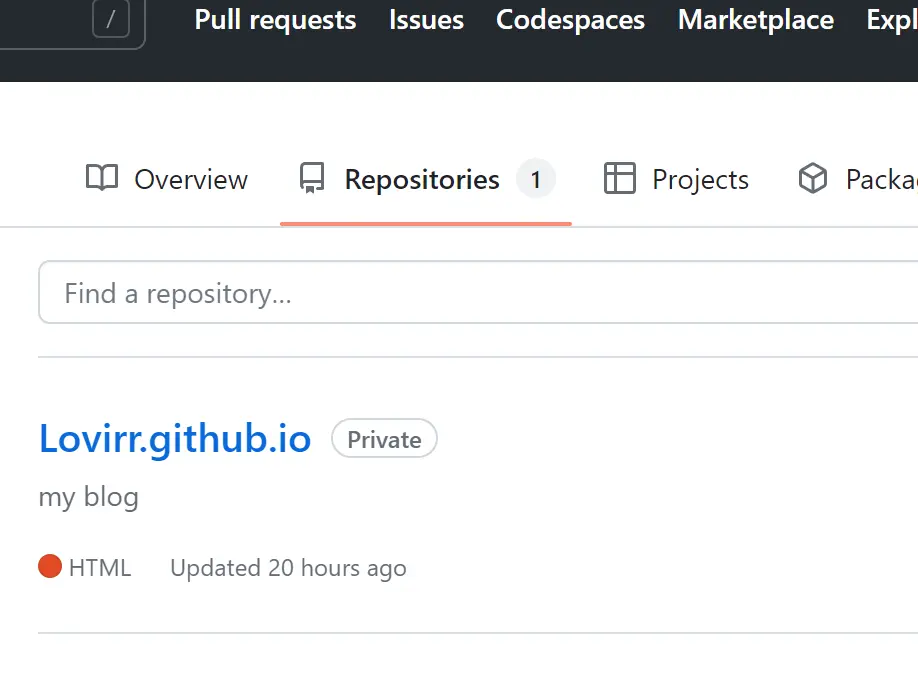 / Pull requests Issues Codespaces Marketplace Expl
Overview Repositories 1 Projects Packa
Find a repository...
Lovirr.github.io Private
my blog
HTML Updated 20 hours ago